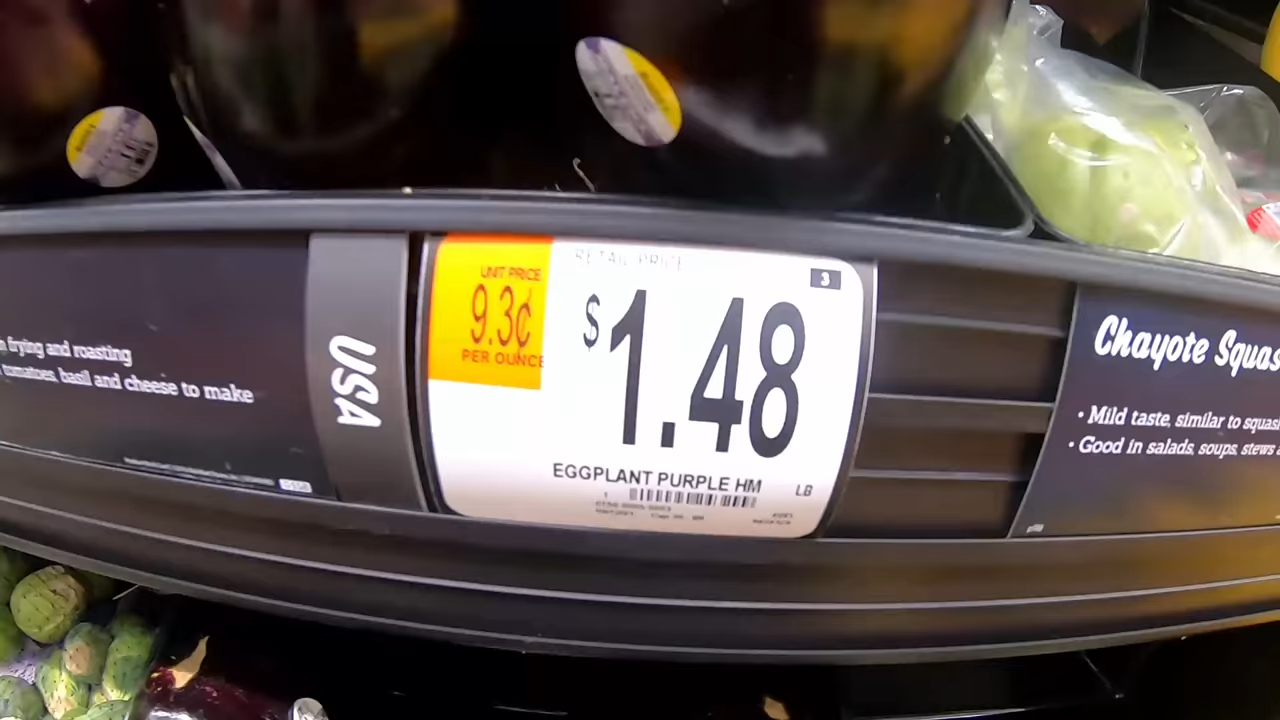 frying and roasting
tomatoes, basil and cheese to make
USA
UNIT PRICE
9.3¢
PER OUNCE
RETAIL PRICE
3
$1.48
EGGPLANT PURPLE HM
LB
Chayote Squas
• Mild taste, similar to squas
• Good in salads, soups, stews